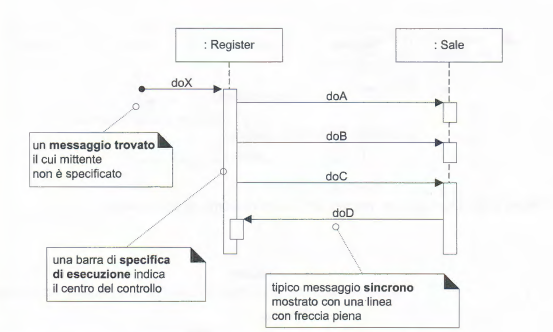 : Register
: Sale
doX
doA
doB
doC
doD
un messaggio trovato
il cui mittente
non è specificato
una barra di specifica
di esecuzione indica
il centro del controllo
tipico messaggio sincrono
mostrato con una linea
con freccia piena